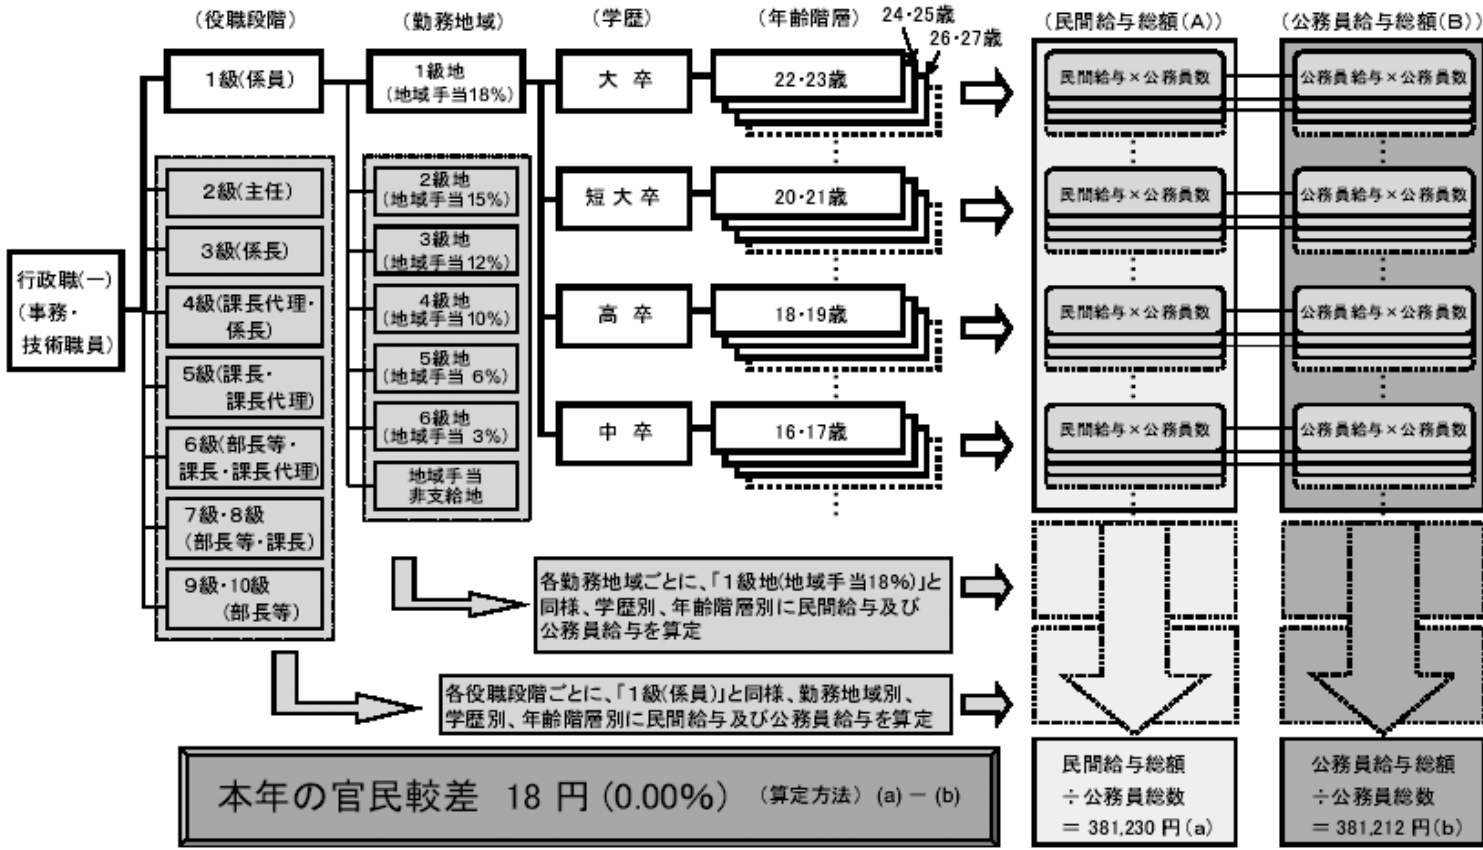 (役職段階)
(勤務地域)
(学歴)
(年齢階層)
24・25歳
26・27歳
(民間給与総額(A))
(公務員給与総額(B))
行政職(一)
(事務・
技術職員)
1級(係員)
2級(主任)
3級(係長)
4級(課長代理・
係長)
5級(課長・
課長代理)
6級(部長等・
課長・課長代理)
7級・8級
(部長等・課長)
9級・10級
(部長等)
1級地
(地域手当18%)
2級地
(地域手当15%)
3級地
(地域手当12%)
4級地
(地域手当10%)
5級地
(地域手当 6%)
6級地
(地域手当 3%)
地域手当
非支給地
大 卒
22・23歳
民間給与×公務員数
公務員給与×公務員数
短 大 卒
20・21歳
民間給与×公務員数
公務員給与×公務員数
高 卒
18・19歳
民間給与×公務員数
公務員給与×公務員数
中 卒
16・17歳
民間給与×公務員数
公務員給与×公務員数
各勤務地域ごとに、「1級地(地域手当18%)」と
同様、学歴別、年齢階層別に民間給与及び
公務員給与を算定
各役職段階ごとに、「1級(係員)」と同様、勤務地域別、
学歴別、年齢階層別に民間給与及び公務員給与を算定
本年の官民較差 18 円 (0.00%) (算定方法) (a) − (b)
民間給与総額
÷公務員総数
= 381,230 円(a)
公務員給与総額
÷公務員総数
= 381,212 円(b)